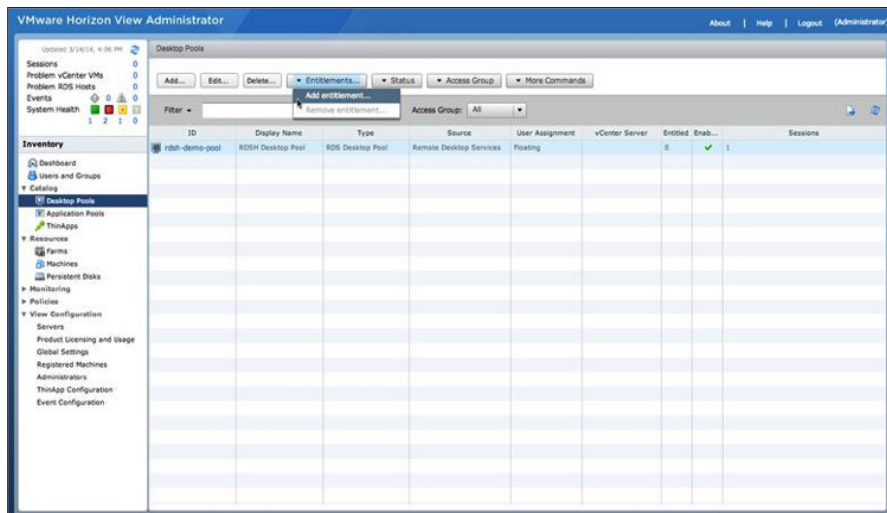 VMware Horizon View Administrator
About | Help | Logout (Administrator
Updated 3/14/14, 4:06 PM
Sessions 0
Problem vCenter VMs 0
Problem RDS Hosts 0
Events 0 0
System Health
1 2 1 0
Inventory
Dashboard
Users and Groups
Catalog
Desktop Pools
Application Pools
ThinApps
Resources
Farms
Machines
Persistent Disks
Monitoring
Policies
View Configuration
Servers
Product Licensing and Usage
Global Settings
Registered Machines
Administrators
ThinApp Configuration
Event Configuration
Desktop Pools
Add... Edit... Delete... Entitlements... Status Access Group More Commands
Add entitlement...
Remove entitlement...
Filter Access Group: All
ID Display Name Type Source User Assignment vCenter Server Entitled Enab... Sessions
rdsh-demo-pool RDSH Desktop Pool RDS Desktop Pool Remote Desktop Services Floating 0 1